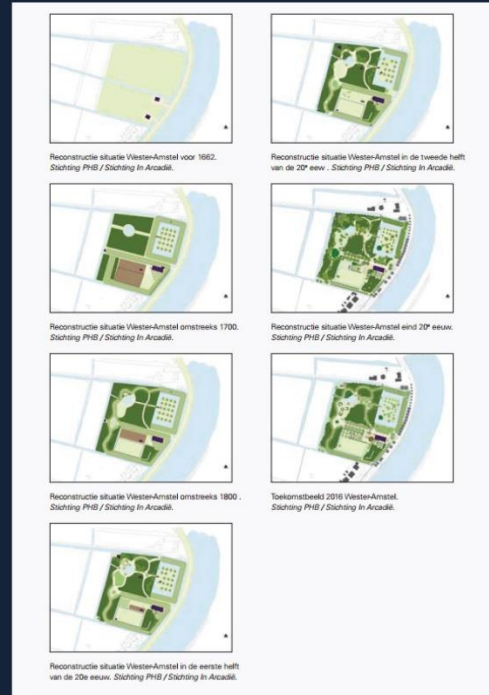 Reconstructie situatie Wester-Amstel voor 1662.
Stichting PHB / Stichting In Arcadië.
Reconstructie situatie Wester-Amstel omstreeks 1700.
Stichting PHB / Stichting In Arcadië.
Reconstructie situatie Wester-Amstel omstreeks 1800 .
Stichting PHB / Stichting In Arcadië.
Reconstructie situatie Wester-Amstel in de eerste helft
van de 20e eeuw. Stichting PHB / Stichting In Arcadië.
Reconstructie situatie Wester-Amstel in de tweede helft
van de 20e eew . Stichting PHB / Stichting In Arcadië.
Reconstructie situatie Wester-Amstel eind 20e eeuw.
Stichting PHB / Stichting In Arcadië.
Toekomstbeeld 2016 Wester-Amstel.
Stichting PHB / Stichting In Arcadië.